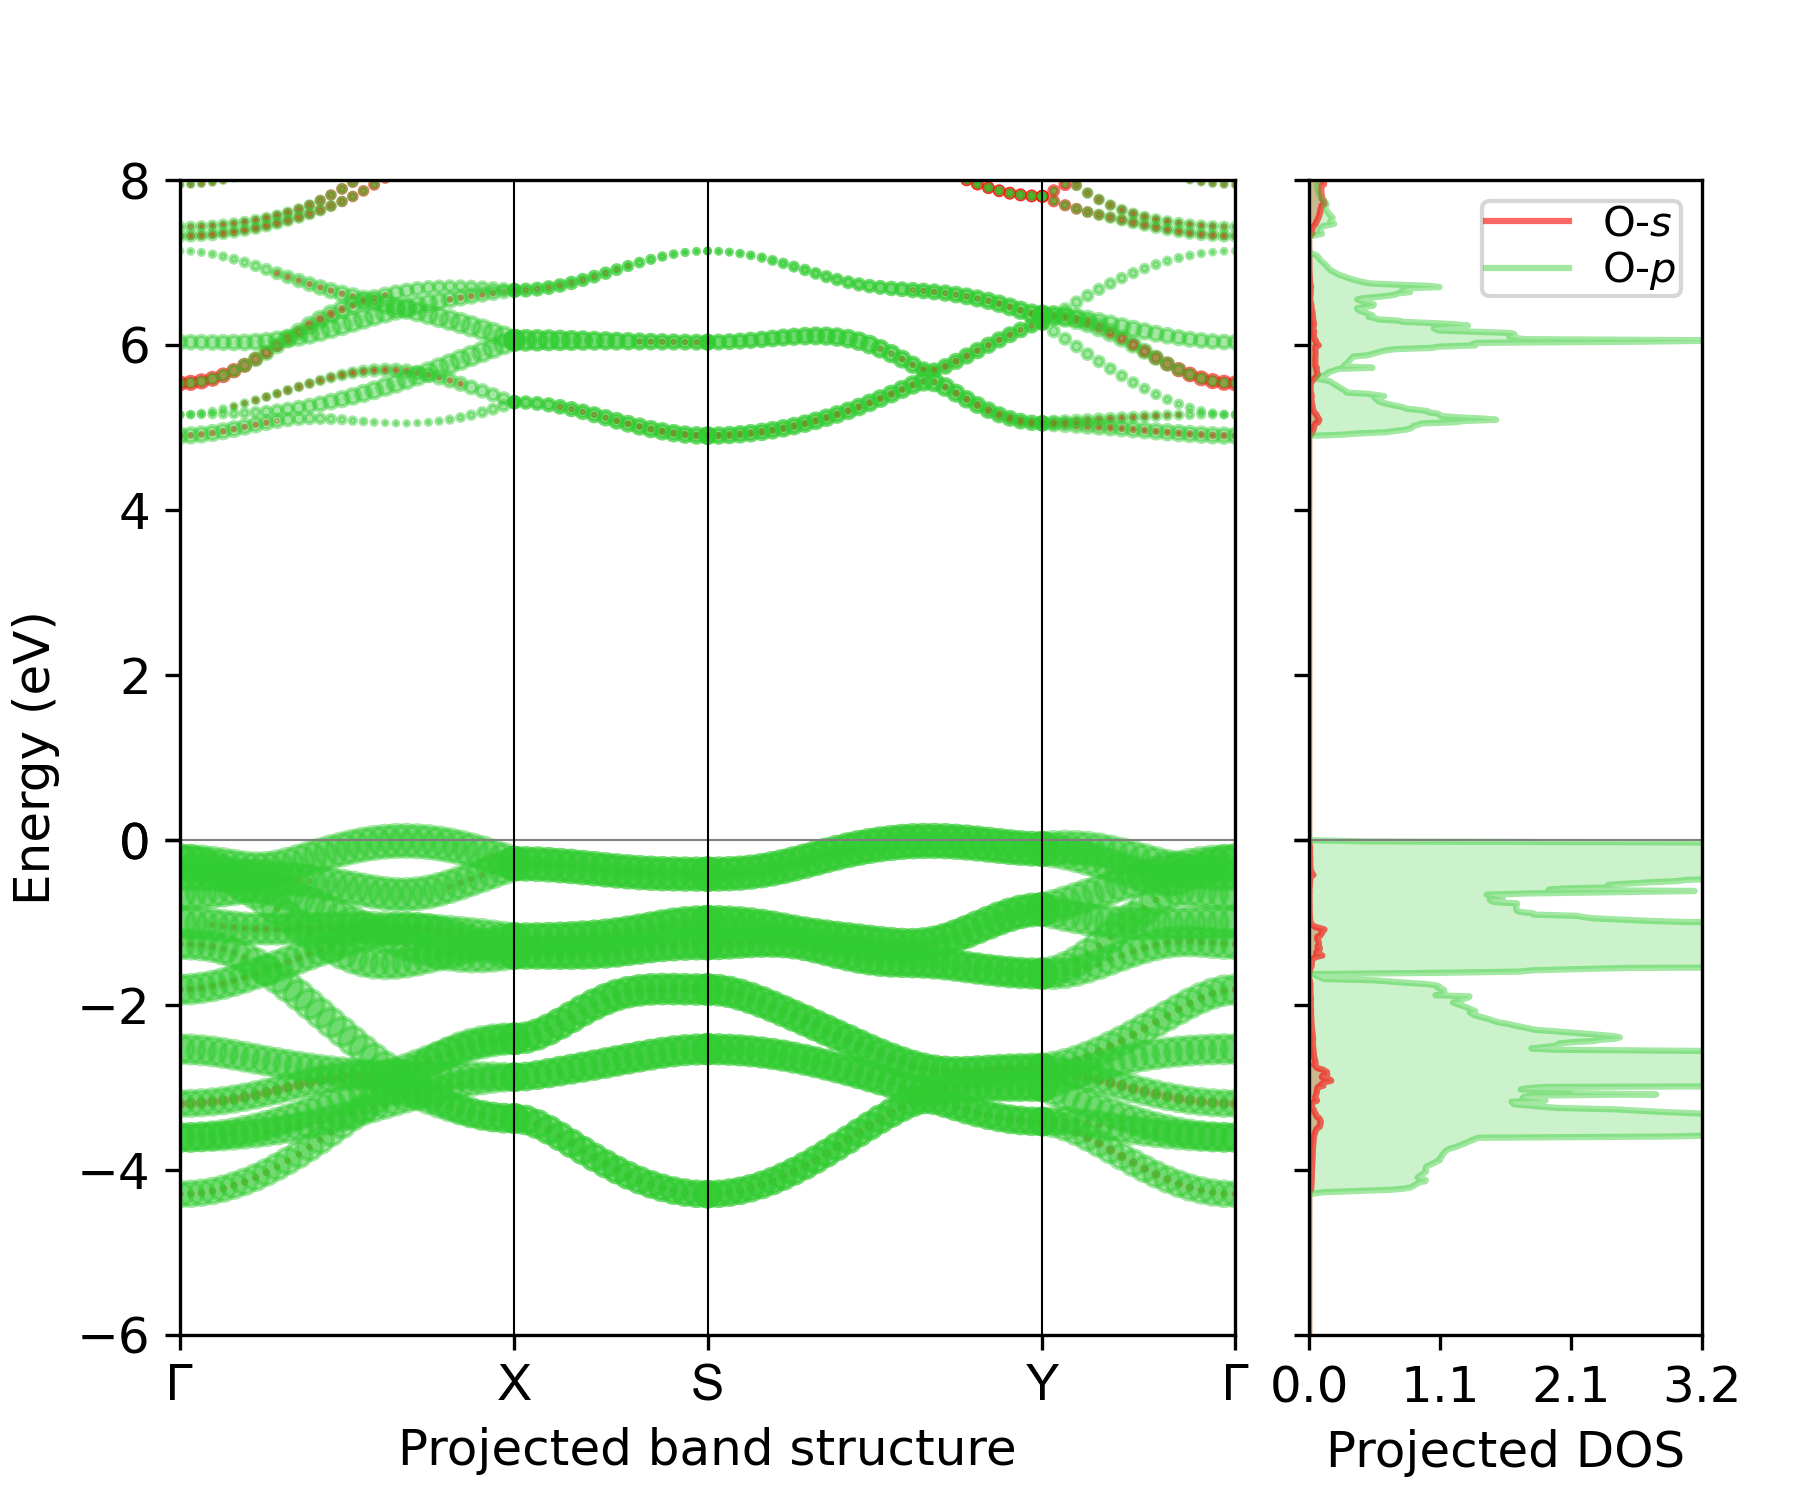 8
6
4
2
0
−2
−4
−6
Energy (eV)
Γ X S Y Γ
Projected band structure
O-s
O-p
0.0 1.1 2.1 3.2
Projected DOS